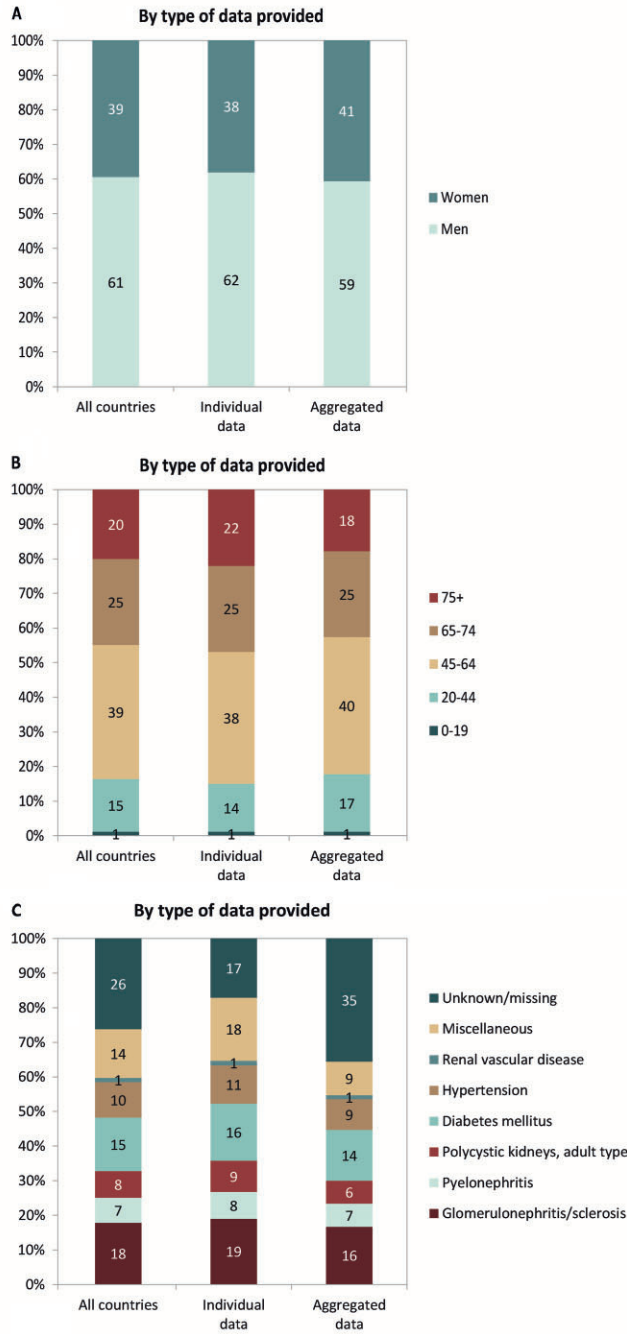 A
By type of data provided
100%
90%
80%
70%
60%
50%
40%
30%
20%
10%
0%
39
38
41
61
62
59
Women
Men
All countries
Individual
data
Aggregated
data
B
By type of data provided
100%
90%
80%
70%
60%
50%
40%
30%
20%
10%
0%
20
22
18
25
25
25
39
38
40
15
14
17
1
1
1
75+
65-74
45-64
20-44
0-19
All countries
Individual
data
Aggregated
data
C
By type of data provided
100%
90%
80%
70%
60%
50%
40%
30%
20%
10%
0%
26
17
35
14
18
9
1
1
1
10
11
9
15
16
14
8
9
6
7
8
7
18
19
16
Unknown/missing
Miscellaneous
Renal vascular disease
Hypertension
Diabetes mellitus
Polycystic kidneys, adult type
Pyelonephritis
Glomerulonephritis/sclerosis
All countries
Individual
data
Aggregated
data